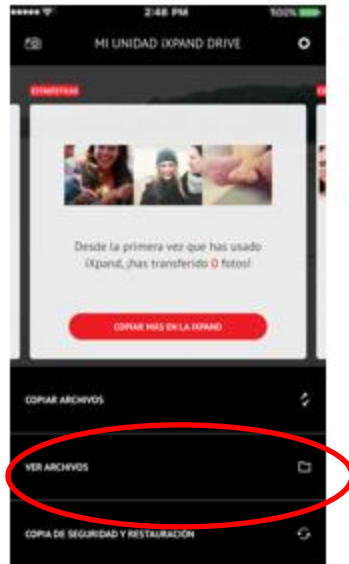 2:48 PM 100%
MI UNIDAD iXPAND DRIVE
ESTADÍSTICAS
Desde la primera vez que has usado
iXpand, ¡has transferido 0 fotos!
COPIAR MÁS EN LA IXPAND
COPIAR ARCHIVOS
VER ARCHIVOS
COPIA DE SEGURIDAD Y RESTAURACIÓN